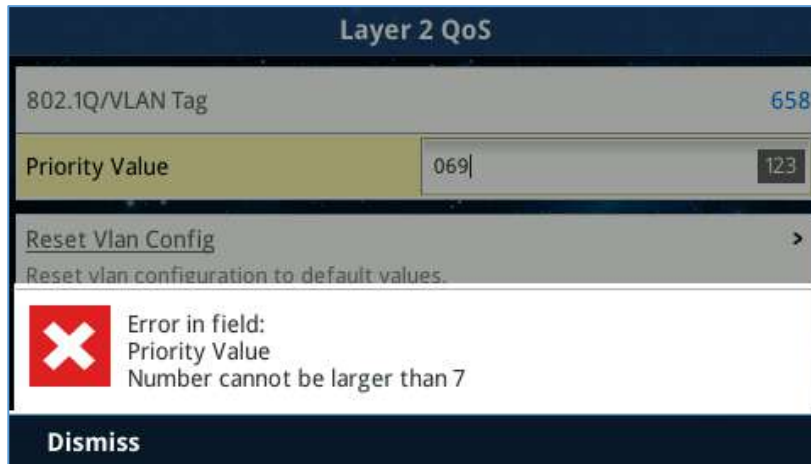 Layer 2 QoS
802.1Q/VLAN Tag 658
Priority Value 069 123
Reset Vlan Config >
Reset vlan configuration to default values.
Error in field:
Priority Value
Number cannot be larger than 7
Dismiss